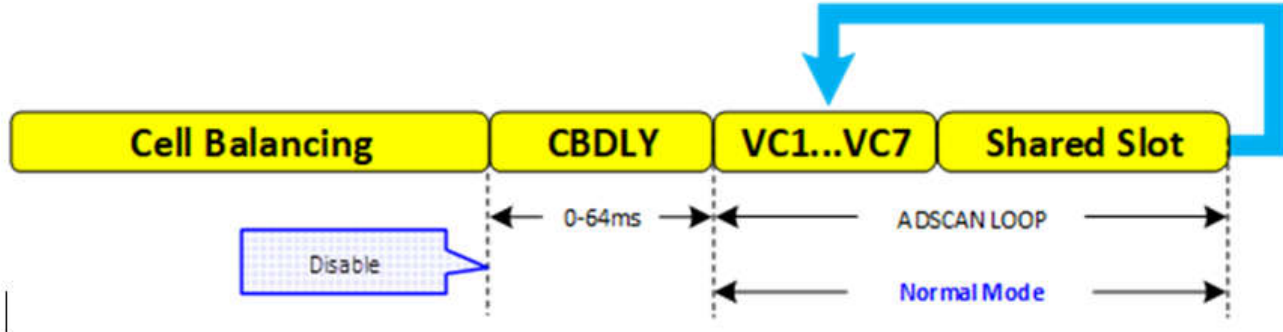 Cell Balancing
CBDLY
VC1...VC7
Shared Slot
0-64ms
ADSCAN LOOP
Disable
Normal Mode